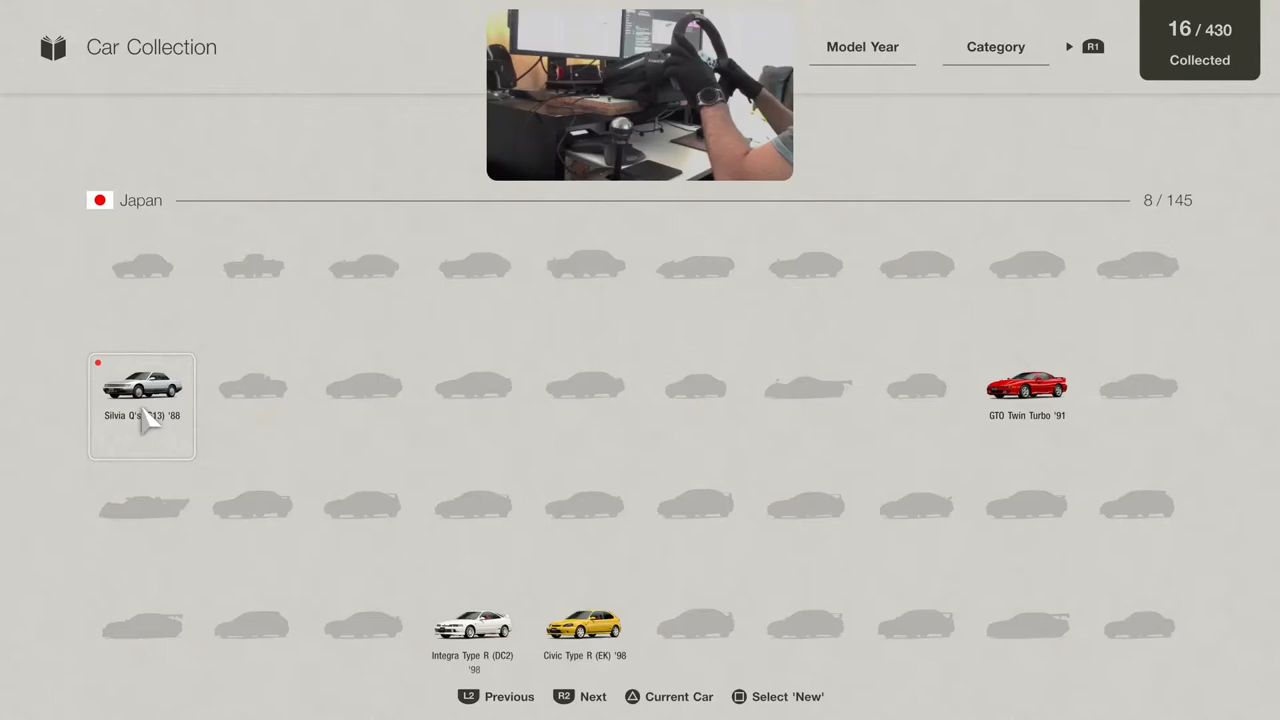 Car Collection
Model Year
Category
R1
16 / 430
Collected
Japan
8 / 145
Silvia Q's 13) '88
GTO Twin Turbo '91
Integra Type R (DC2)
'98
Civic Type R (EK) '98
L2 Previous
R2 Next
Current Car
Select 'New'